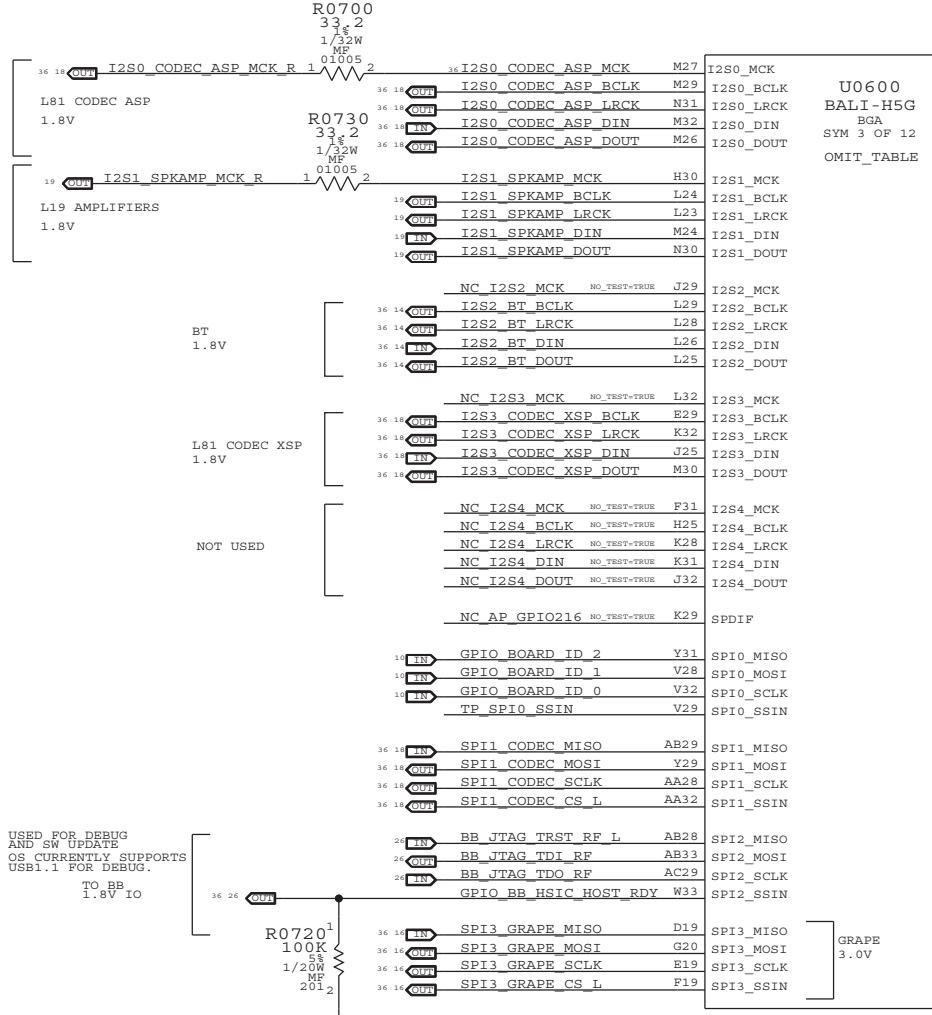 R0700
33.2
1%
1/32W
MF
01005
36 18 OUT I2S0_CODEC_ASP_MCK_R 1 2 36 I2S0_CODEC_ASP_MCK M27 I2S0_MCK
36 18 OUT I2S0_CODEC_ASP_BCLK M29 I2S0_BCLK
36 18 OUT I2S0_CODEC_ASP_LRCK N31 I2S0_LRCK
36 18 IN I2S0_CODEC_ASP_DIN M32 I2S0_DIN
36 18 OUT I2S0_CODEC_ASP_DOUT M26 I2S0_DOUT
L81 CODEC ASP
1.8V
U0600
BALI-H5G
BGA
SYM 3 OF 12
OMIT_TABLE
R0730
33.2
1%
1/32W
MF
01005
19 OUT I2S1_SPKAMP_MCK_R 1 2 I2S1_SPKAMP_MCK H30 I2S1_MCK
19 OUT I2S1_SPKAMP_BCLK L24 I2S1_BCLK
19 OUT I2S1_SPKAMP_LRCK L23 I2S1_LRCK
19 IN I2S1_SPKAMP_DIN M24 I2S1_DIN
19 OUT I2S1_SPKAMP_DOUT N30 I2S1_DOUT
L19 AMPLIFIERS
1.8V
NC_I2S2_MCK NO_TEST=TRUE J29 I2S2_MCK
36 14 OUT I2S2_BT_BCLK L29 I2S2_BCLK
36 14 OUT I2S2_BT_LRCK L28 I2S2_LRCK
36 14 IN I2S2_BT_DIN L26 I2S2_DIN
36 14 OUT I2S2_BT_DOUT L25 I2S2_DOUT
BT
1.8V
NC_I2S3_MCK NO_TEST=TRUE L32 I2S3_MCK
36 18 OUT I2S3_CODEC_XSP_BCLK E29 I2S3_BCLK
36 18 OUT I2S3_CODEC_XSP_LRCK K32 I2S3_LRCK
36 18 IN I2S3_CODEC_XSP_DIN J25 I2S3_DIN
36 18 OUT I2S3_CODEC_XSP_DOUT M30 I2S3_DOUT
L81 CODEC XSP
1.8V
NC_I2S4_MCK NO_TEST=TRUE F31 I2S4_MCK
NC_I2S4_BCLK NO_TEST=TRUE H25 I2S4_BCLK
NC_I2S4_LRCK NO_TEST=TRUE K28 I2S4_LRCK
NC_I2S4_DIN NO_TEST=TRUE K31 I2S4_DIN
NC_I2S4_DOUT NO_TEST=TRUE J32 I2S4_DOUT
NOT USED
NC_AP_GPIO216 NO_TEST=TRUE K29 SPDIF
10 IN GPIO_BOARD_ID_2 Y31 SPI0_MISO
10 IN GPIO_BOARD_ID_1 V28 SPI0_MOSI
10 IN GPIO_BOARD_ID_0 V32 SPI0_SCLK
TP_SPI0_SSIN V29 SPI0_SSIN
36 18 IN SPI1_CODEC_MISO AB29 SPI1_MISO
36 18 OUT SPI1_CODEC_MOSI Y29 SPI1_MOSI
36 18 OUT SPI1_CODEC_SCLK AA28 SPI1_SCLK
36 18 OUT SPI1_CODEC_CS_L AA32 SPI1_SSIN
USED FOR DEBUG
AND SW UPDATE
OS CURRENTLY SUPPORTS
USB1.1 FOR DEBUG.
TO BB
1.8V IO
26 IN BB_JTAG_TRST_RF_L AB28 SPI2_MISO
26 OUT BB_JTAG_TDI_RF AB33 SPI2_MOSI
26 IN BB_JTAG_TDO_RF AC29 SPI2_SCLK
36 26 OUT GPIO_BB_HSIC_HOST_RDY W33 SPI2_SSIN
R0720 1
100K
5%
1/20W
MF
201 2
36 16 IN SPI3_GRAPE_MISO D19 SPI3_MISO
36 16 OUT SPI3_GRAPE_MOSI G20 SPI3_MOSI
36 16 OUT SPI3_GRAPE_SCLK E19 SPI3_SCLK
36 16 OUT SPI3_GRAPE_CS_L F19 SPI3_SSIN
GRAPE
3.0V